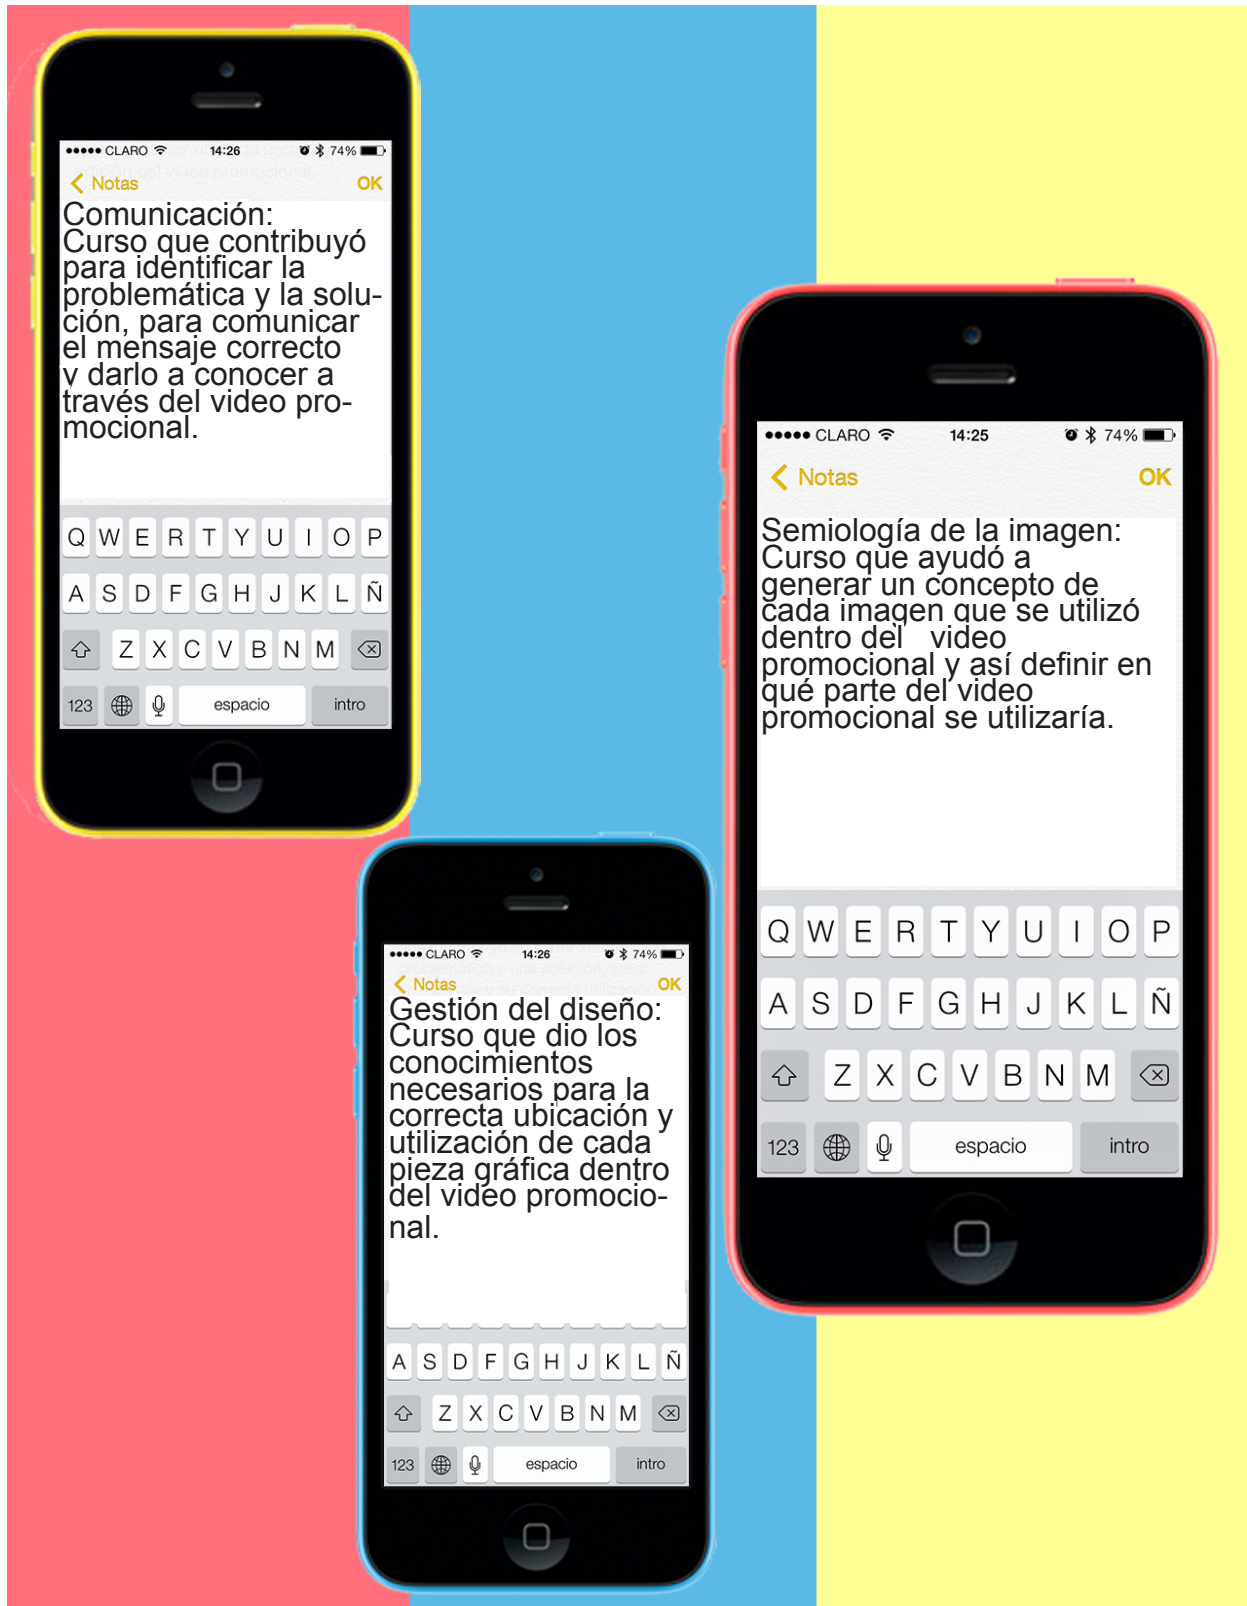 ●●●●● CLARO 14:26 74%
Notas OK
Comunicación:
Curso que contribuyó
para identificar la
problemática y la solu-
ción, para comunicar
el mensaje correcto
y darlo a conocer a
través del video pro-
mocional.
Q W E R T Y U I O P
A S D F G H J K L Ñ
Z X C V B N M
123 espacio intro
●●●●● CLARO 14:25 74%
Notas OK
Semiología de la imagen:
Curso que ayudó a
generar un concepto de
cada imagen que se utilizó
dentro del video
promocional y así definir en
qué parte del video
promocional se utilizaría.
Q W E R T Y U I O P
A S D F G H J K L Ñ
Z X C V B N M
123 espacio intro
●●●●● CLARO 14:26 74%
Notas OK
Gestión del diseño:
Curso que dio los
conocimientos
necesarios para la
correcta ubicación y
utilización de cada
pieza gráfica dentro
del video promocio-
nal.
A S D F G H J K L Ñ
Z X C V B N M
123 espacio intro